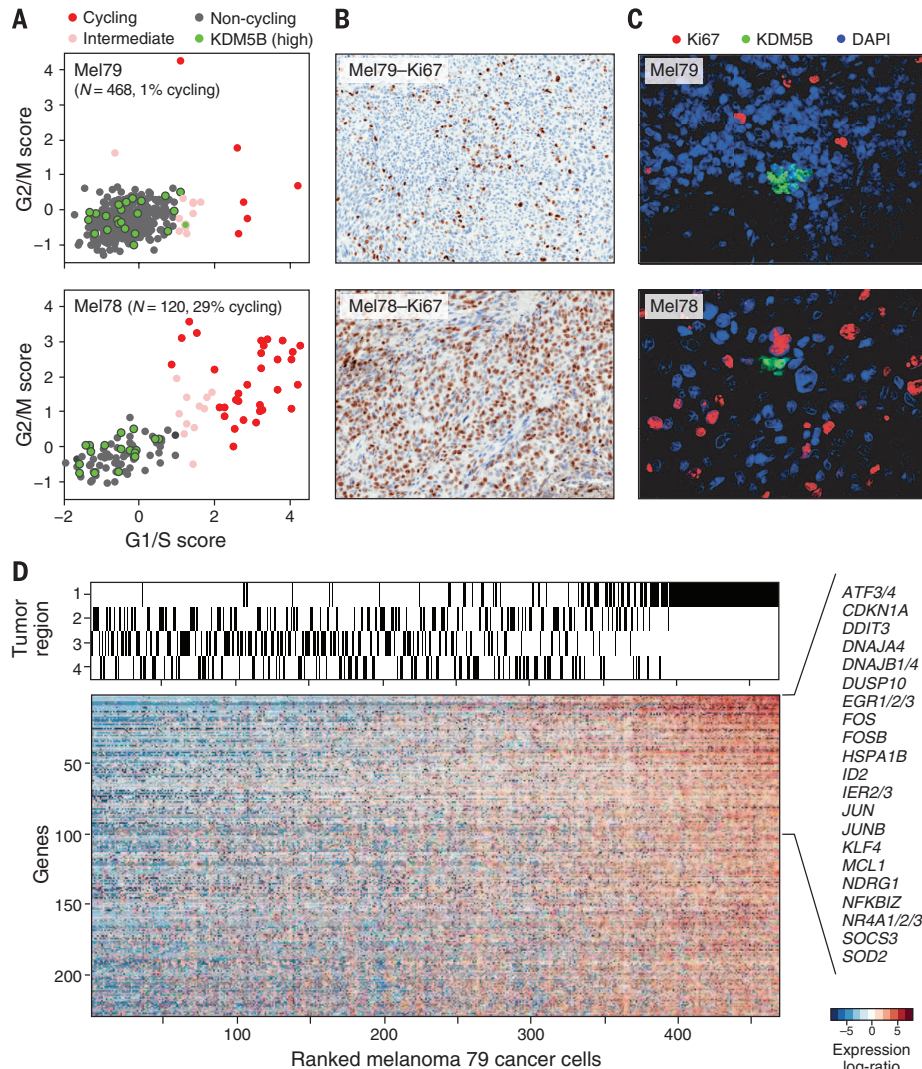 A
Cycling
Non-cycling
Intermediate
KDM5B (high)
Mel79
(N = 468, 1% cycling)
G2/M score
4
3
2
1
0
−1
Mel78 (N = 120, 29% cycling)
G2/M score
4
3
2
1
0
−1
−2
0
2
4
G1/S score
B
Mel79–Ki67
Mel78–Ki67
C
Ki67
KDM5B
DAPI
Mel79
Mel78
D
Tumor
region
1
2
3
4
Genes
50
100
150
200
100
200
300
400
Ranked melanoma 79 cancer cells
ATF3/4
CDKN1A
DDIT3
DNAJA4
DNAJB1/4
DUSP10
EGR1/2/3
FOS
FOSB
HSPA1B
ID2
IER2/3
JUN
JUNB
KLF4
MCL1
NDRG1
NFKBIZ
NR4A1/2/3
SOCS3
SOD2
−5
0
5
Expression
log-ratio